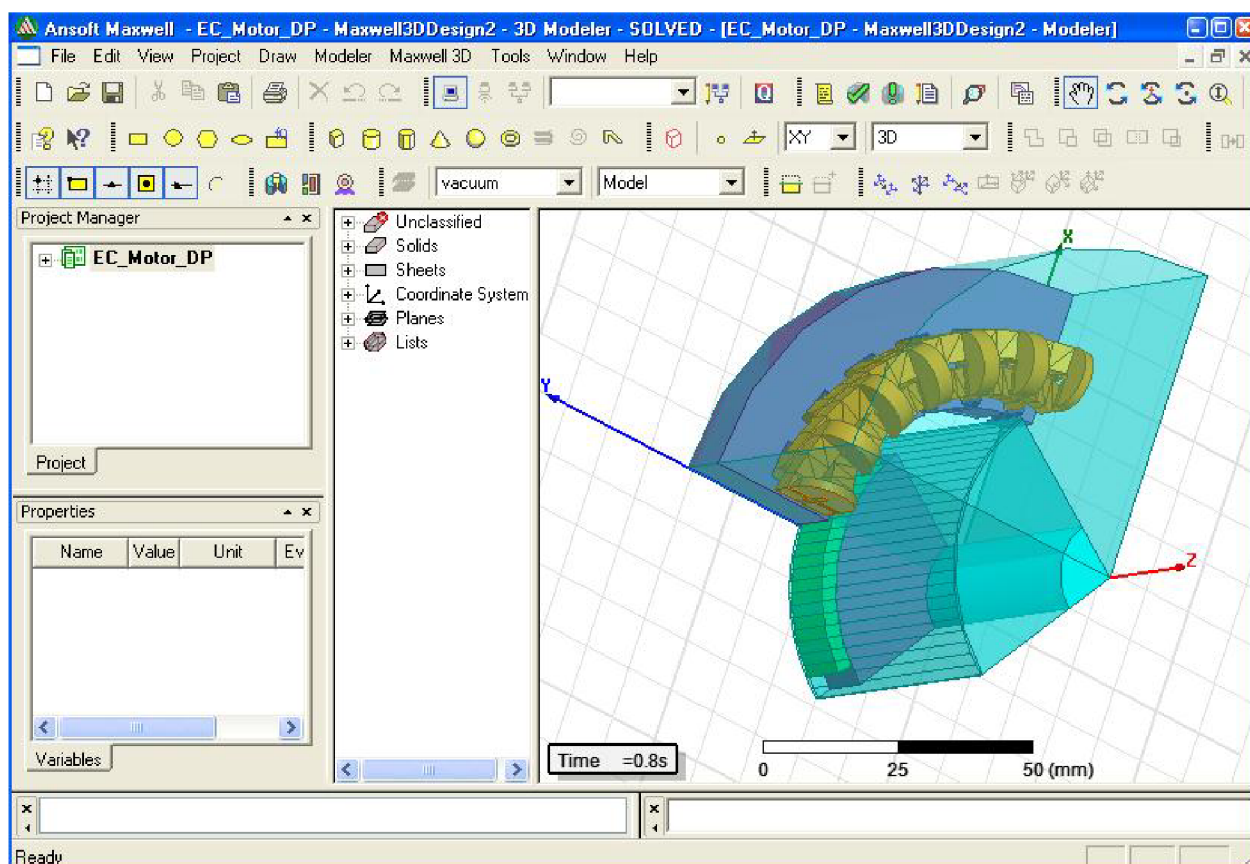 Ansoft Maxwell - EC_Motor_DP - Maxwell3DDesign2 - 3D Modeler - SOLVED - [EC_Motor_DP - Maxwell3DDesign2 - Modeler]
File Edit View Project Draw Modeler Maxwell 3D Tools Window Help
XY 3D
vacuum Model
Project Manager
EC_Motor_DP
Project
Properties
Name Value Unit Ev
Variables
Unclassified
Solids
Sheets
Coordinate System
Planes
Lists
X
Y
Z
Time =0.8s
0 25 50 (mm)
Ready